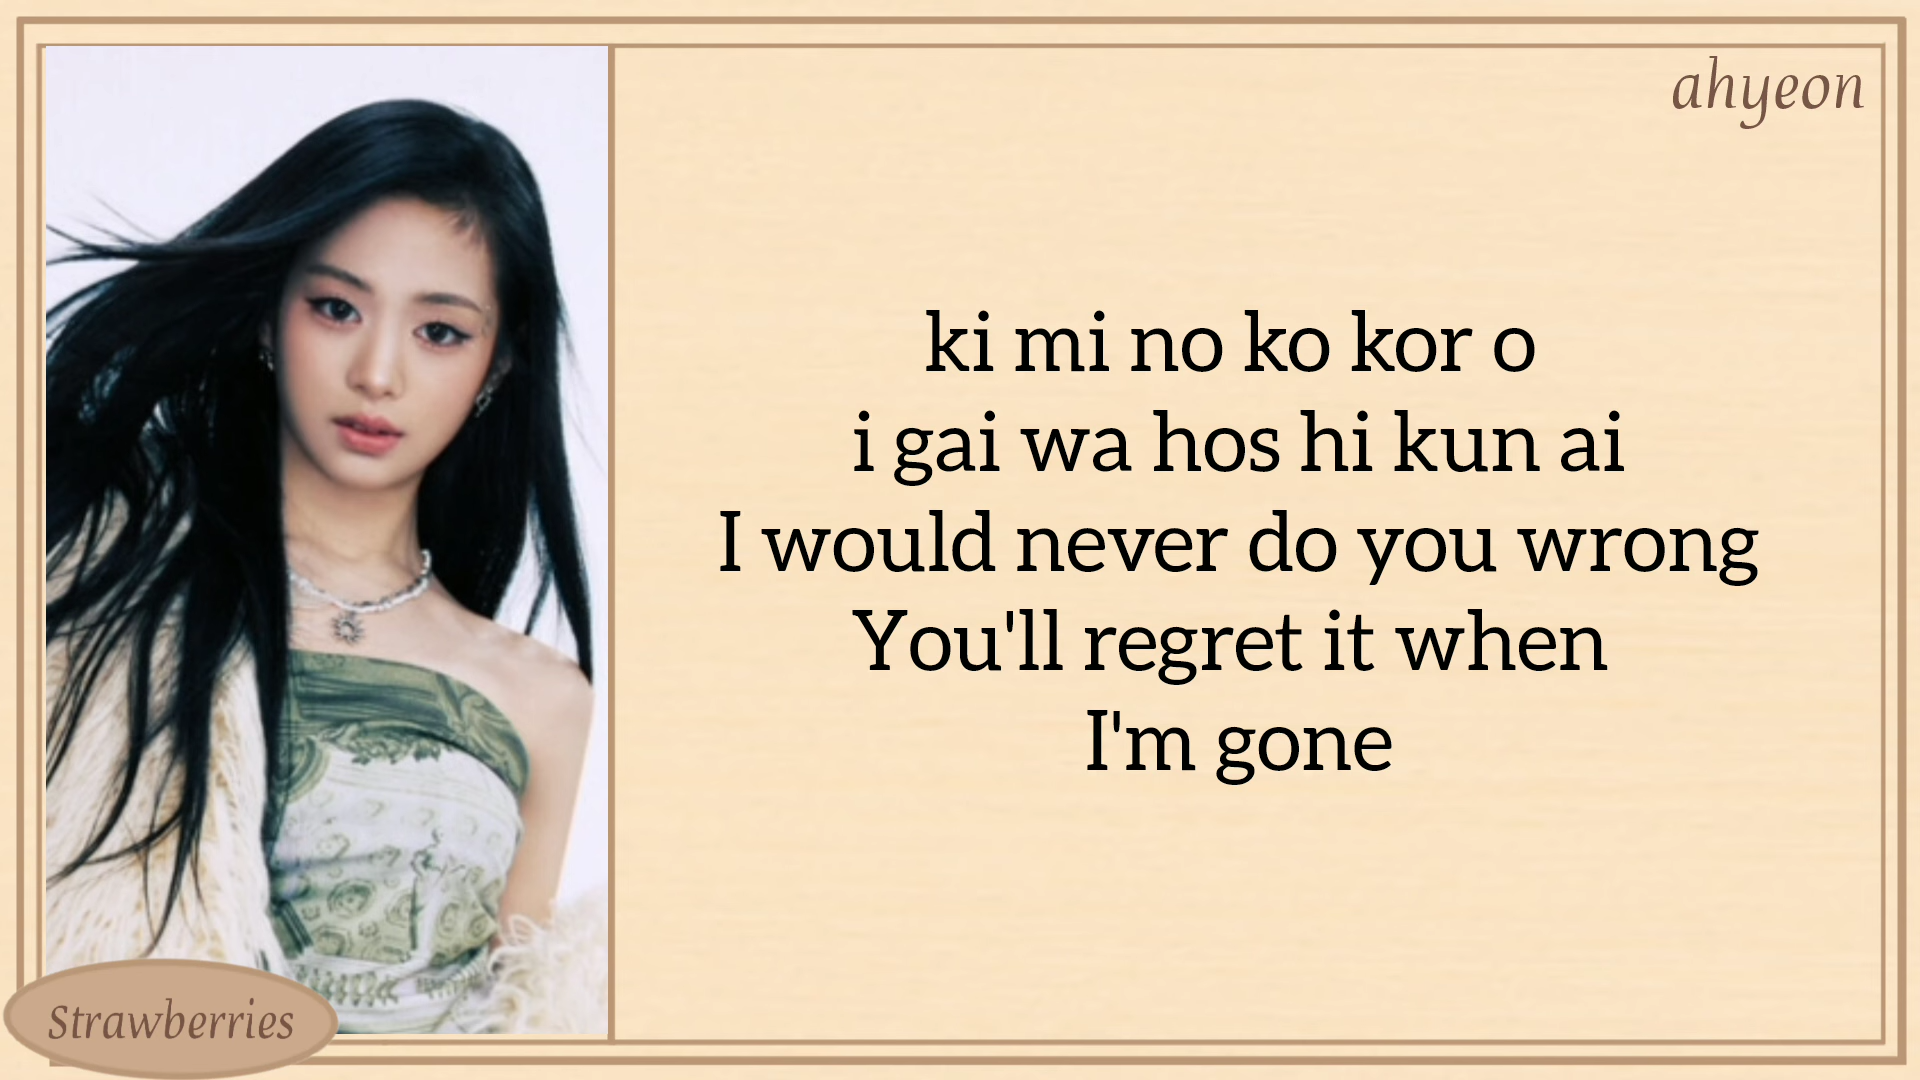 ahyeon
ki mi no ko kor o
i gai wa hos hi kun ai
I would never do you wrong
You'll regret it when
I'm gone
Strawberries